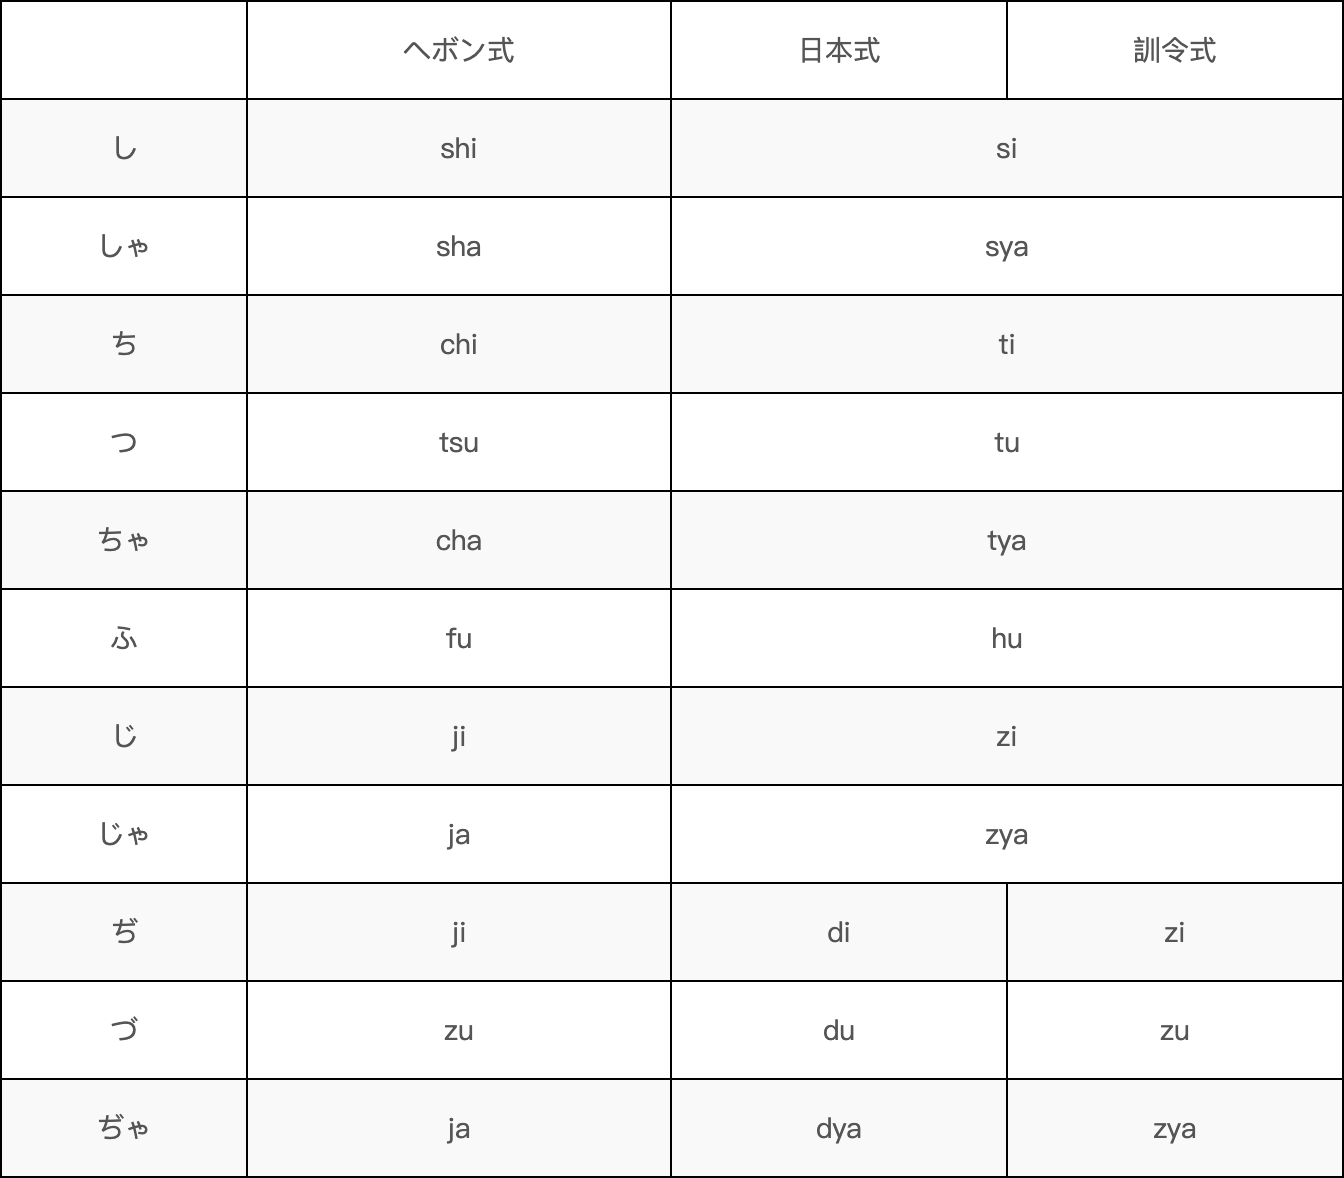 ヘボン式 日本式 訓令式
し shi si
しゃ sha sya
ち chi ti
つ tsu tu
ちゃ cha tya
ふ fu hu
じ ji zi
じゃ ja zya
ぢ ji di zi
づ zu du zu
ぢゃ ja dya zya